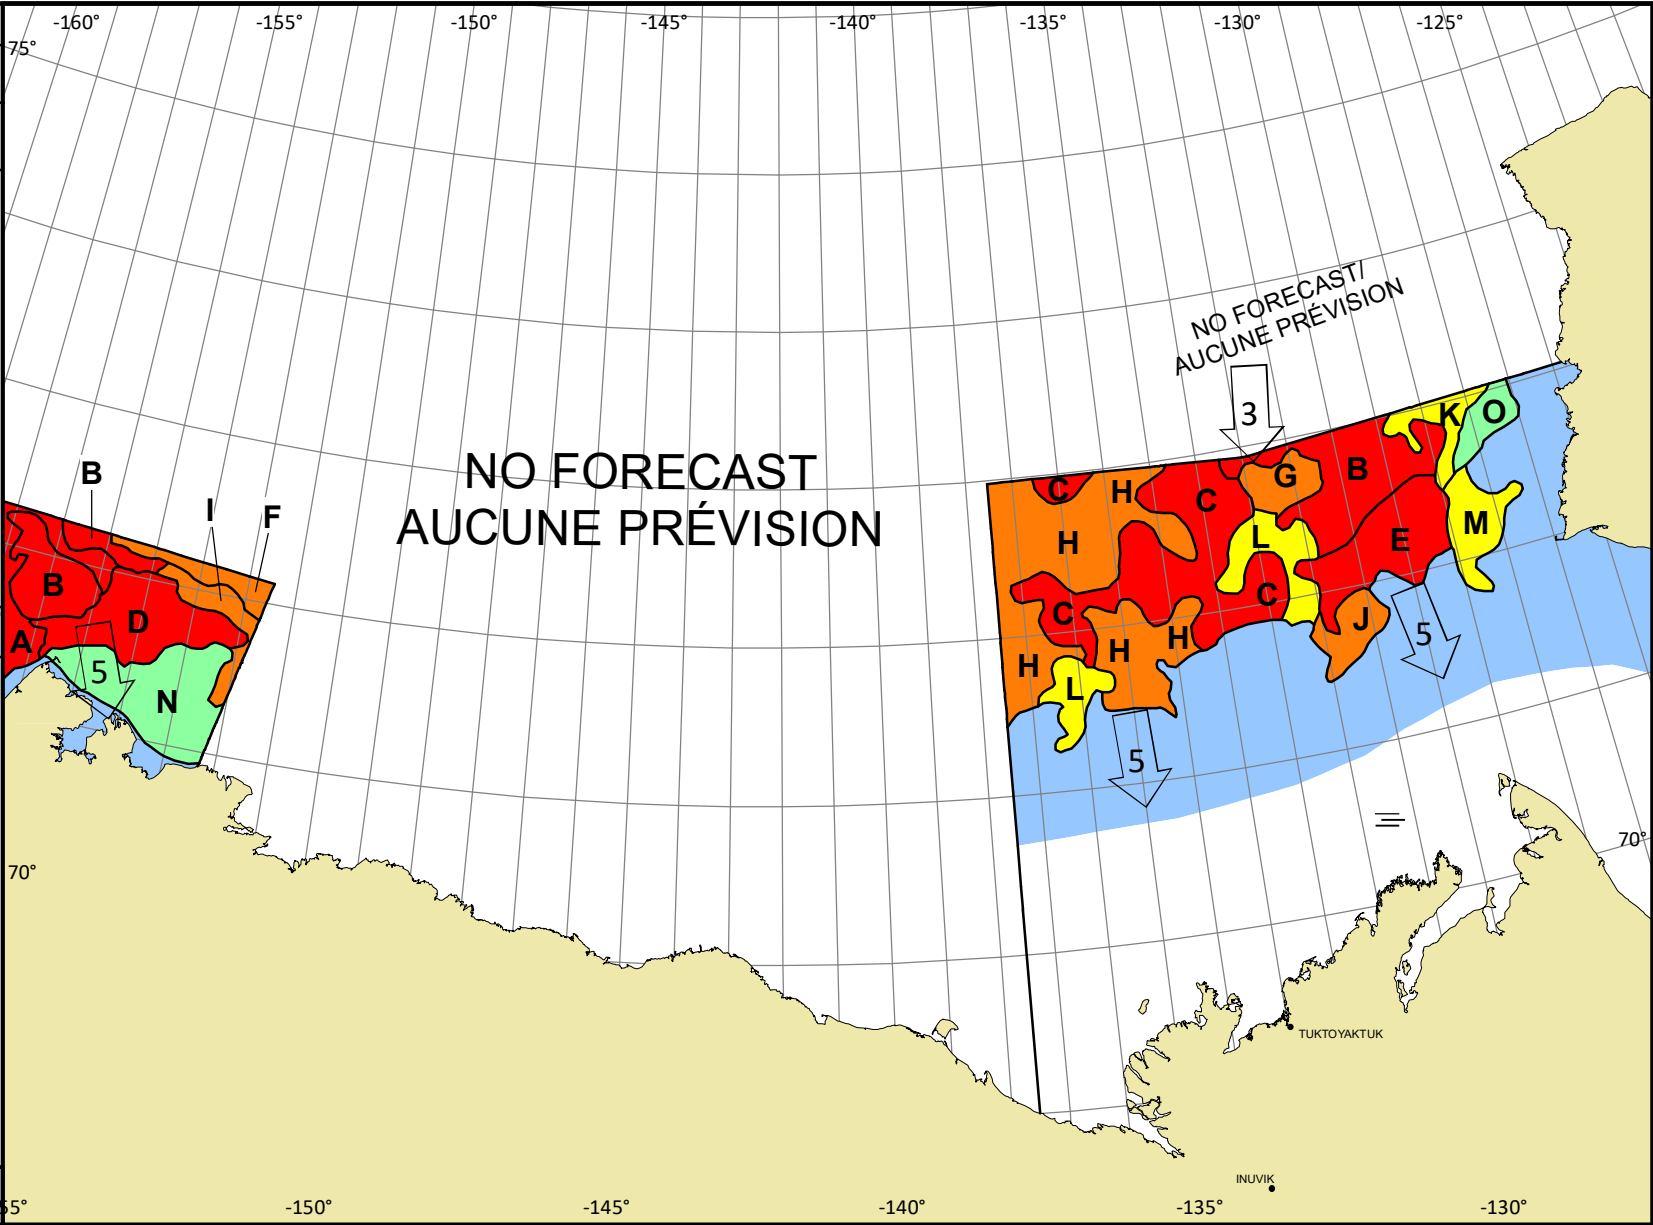 -160°
-155°
-150°
-145°
-140°
-135°
-130°
-125°
75°
NO FORECAST/
AUCUNE PRÉVISION
3
K
O
B
NO FORECAST
AUCUNE PRÉVISION
C
H
C
G
B
I
F
L
M
H
E
B
C
C
D
J
A
H
H
H
5
5
L
N
5
70°
70°
TUKTOYAKTUK
INUVIK
55°
-150°
-145°
-140°
-135°
-130°